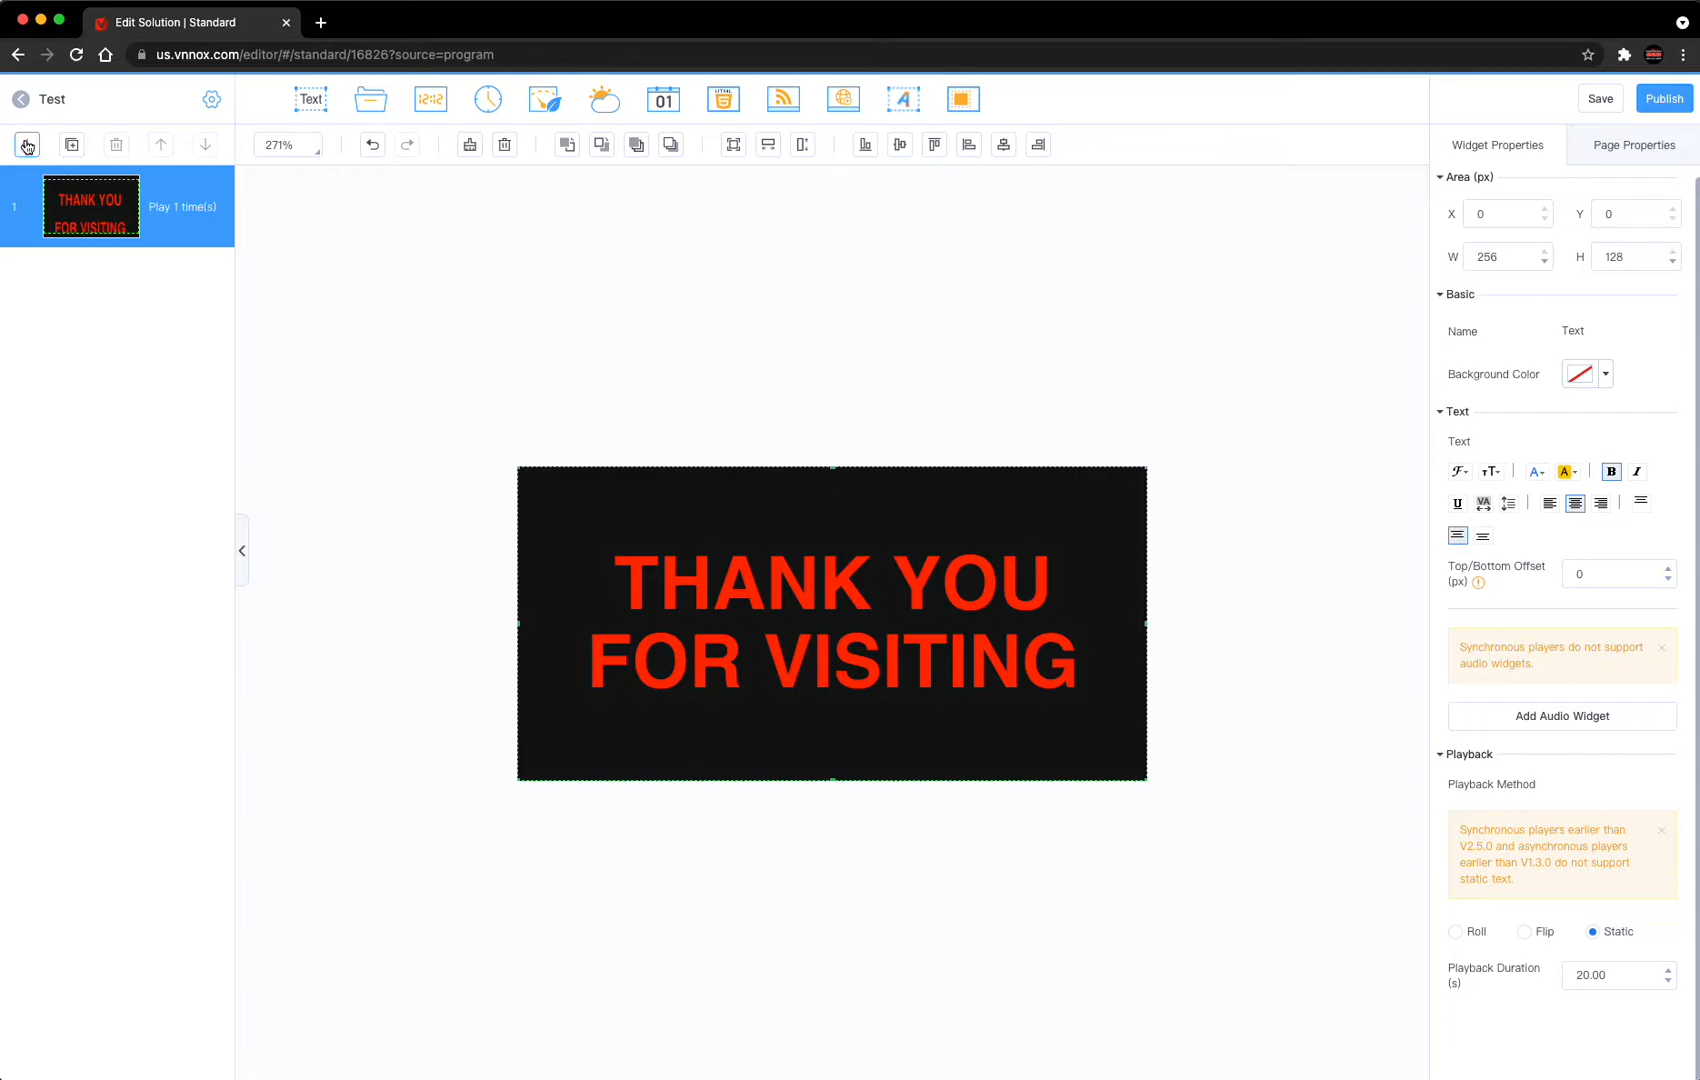 Edit Solution | Standard
us.vnnox.com/editor/#/standard/16826?source=program
Test
Text
12:12
01
HTML
A
Save
Publish
271%
Widget Properties
Page Properties
1
THANK YOU
FOR VISITING
Play 1 time(s)
Area (px)
X 0 Y 0
W 256 H 128
Basic
Name Text
Background Color
Text
Text
F TT A A B I
U VA
Top/Bottom Offset
(px) 0
Synchronous players do not support
audio widgets.
Add Audio Widget
Playback
Playback Method
Synchronous players earlier than
V2.5.0 and asynchronous players
earlier than V1.3.0 do not support
static text.
Roll Flip Static
Playback Duration
(s) 20.00
THANK YOU
FOR VISITING